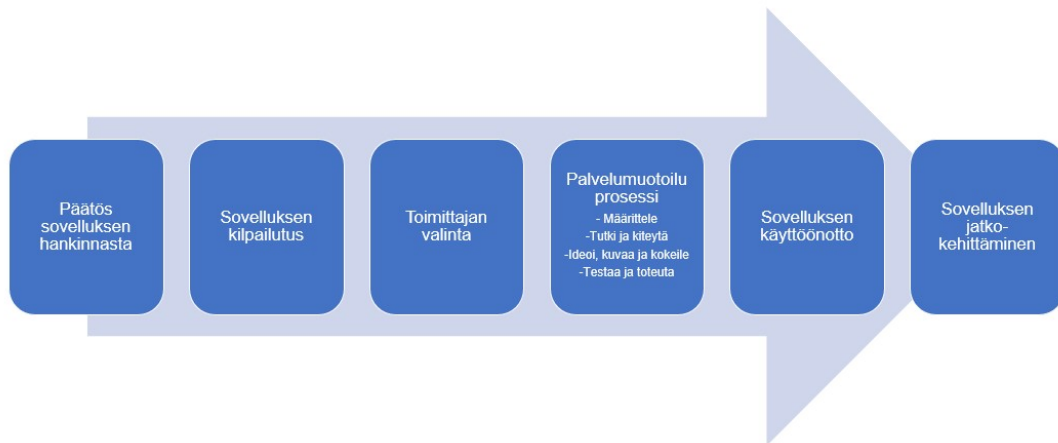 Päätös
sovelluksen
hankinnasta
Sovelluksen
kilpailutus
Toimittajan
valinta
Palvelumuotoilu
prosessi
- Määrittele
-Tutki ja kiteytä
-Ideoi, kuvaa ja kokeile
-Testaa ja toteuta
Sovelluksen
käyttöönotto
Sovelluksen
jatko-
kehittäminen